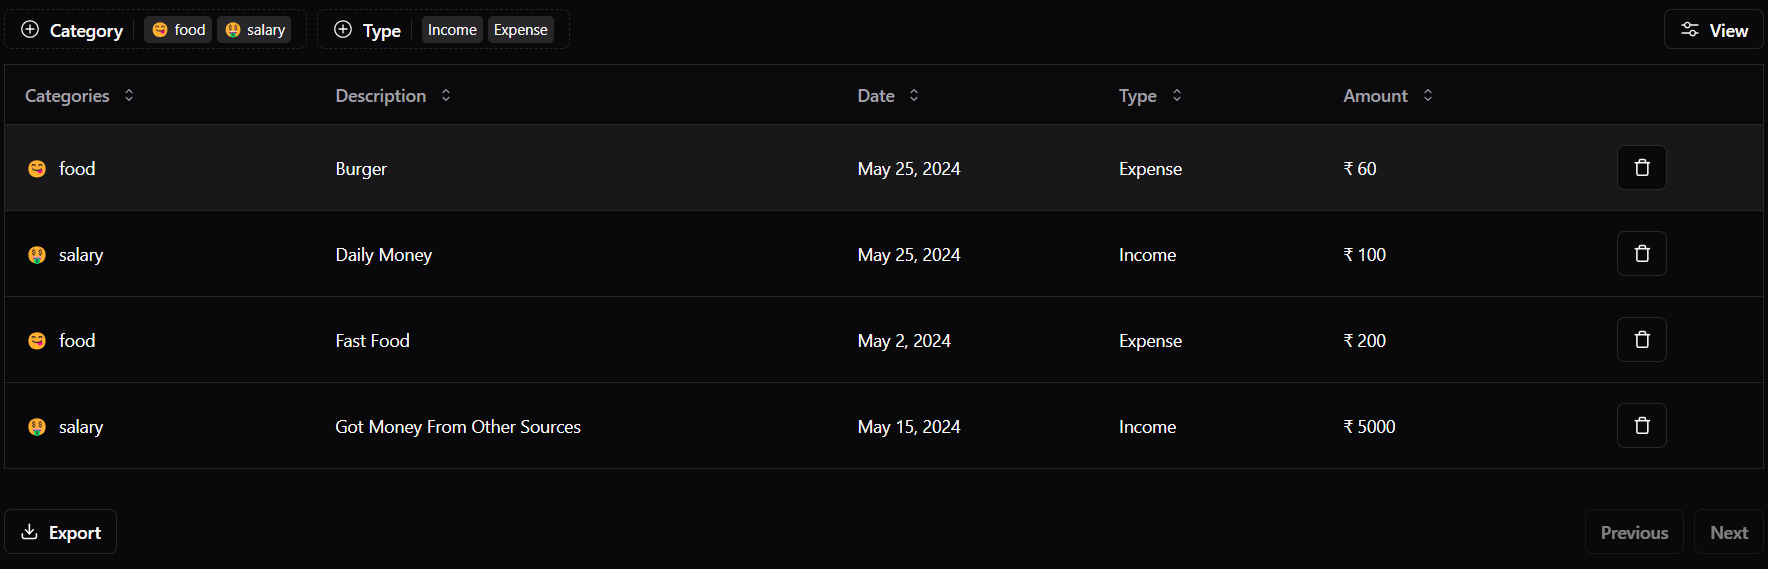 Category food salary Type Income Expense View
Categories Description Date Type Amount
food Burger May 25, 2024 Expense ₹ 60
salary Daily Money May 25, 2024 Income ₹ 100
food Fast Food May 2, 2024 Expense ₹ 200
salary Got Money From Other Sources May 15, 2024 Income ₹ 5000
Export Previous Next